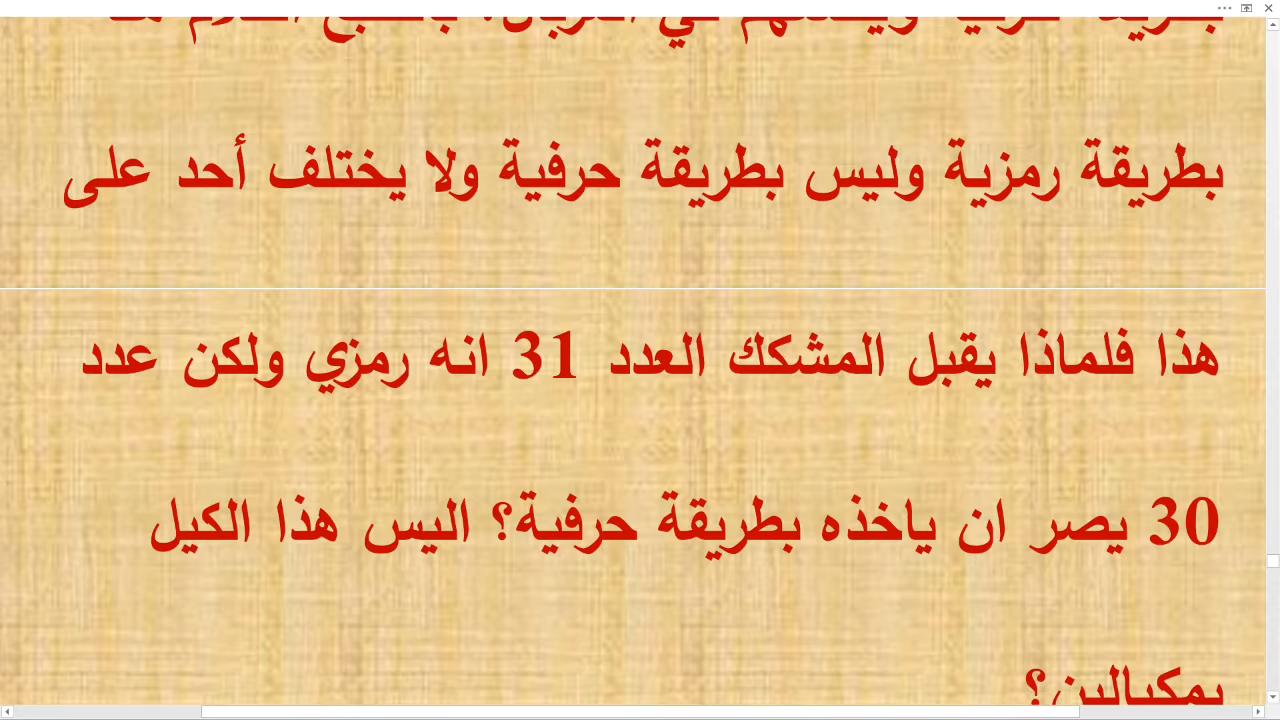 بطريقة رمزية وليس بطريقة حرفية ولا يختلف أحد على
هذا فلماذا يقبل المشكك العدد 31 انه رمزي ولكن عدد
30 يصر ان ياخذه بطريقة حرفية؟ اليس هذا الكيل
بمكيالين؟